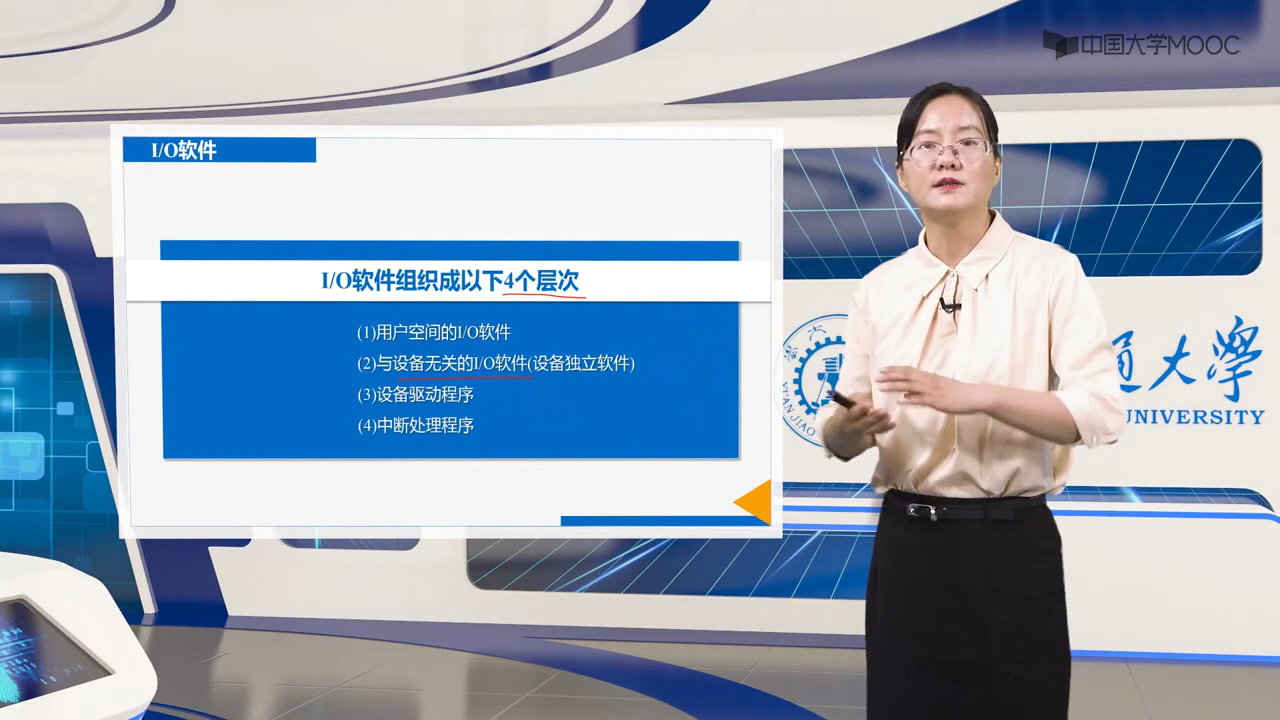 中国大学MOOC
I/O软件
I/O软件组织成以下4个层次
(1)用户空间的I/O软件
(2)与设备无关的I/O软件(设备独立软件)
(3)设备驱动程序
(4)中断处理程序
通大学
UNIVERSITY